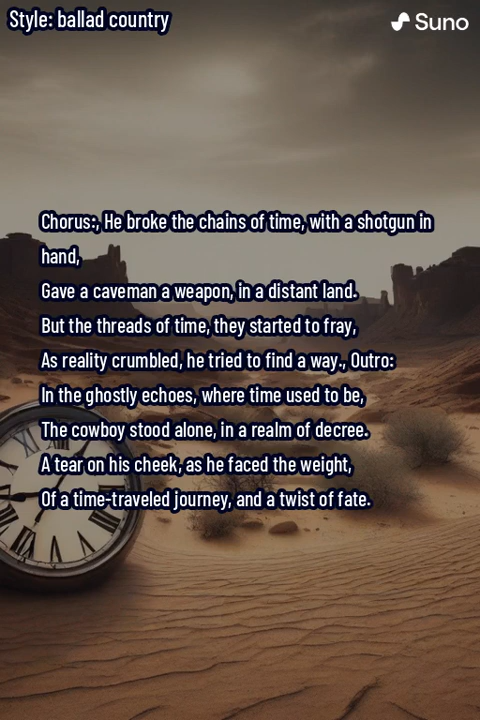 Style: ballad country
Suno
Chorus:, He broke the chains of time, with a shotgun in
hand,
Gave a caveman a weapon, in a distant land.
But the threads of time, they started to fray,
As reality crumbled, he tried to find a way., Outro:
In the ghostly echoes, where time used to be,
The cowboy stood alone, in a realm of decree.
A tear on his cheek, as he faced the weight,
Of a time-traveled journey, and a twist of fate.